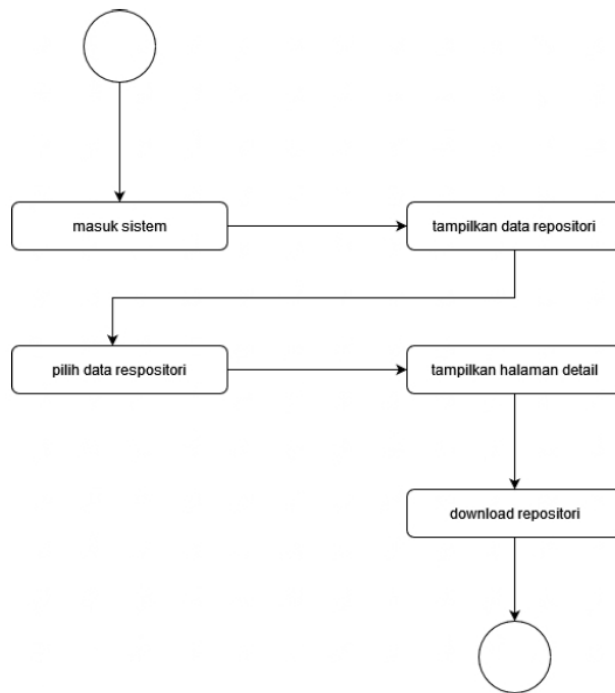 masuk sistem
tampilkan data repositori
pilih data respositori
tampilkan halaman detail
download repositori